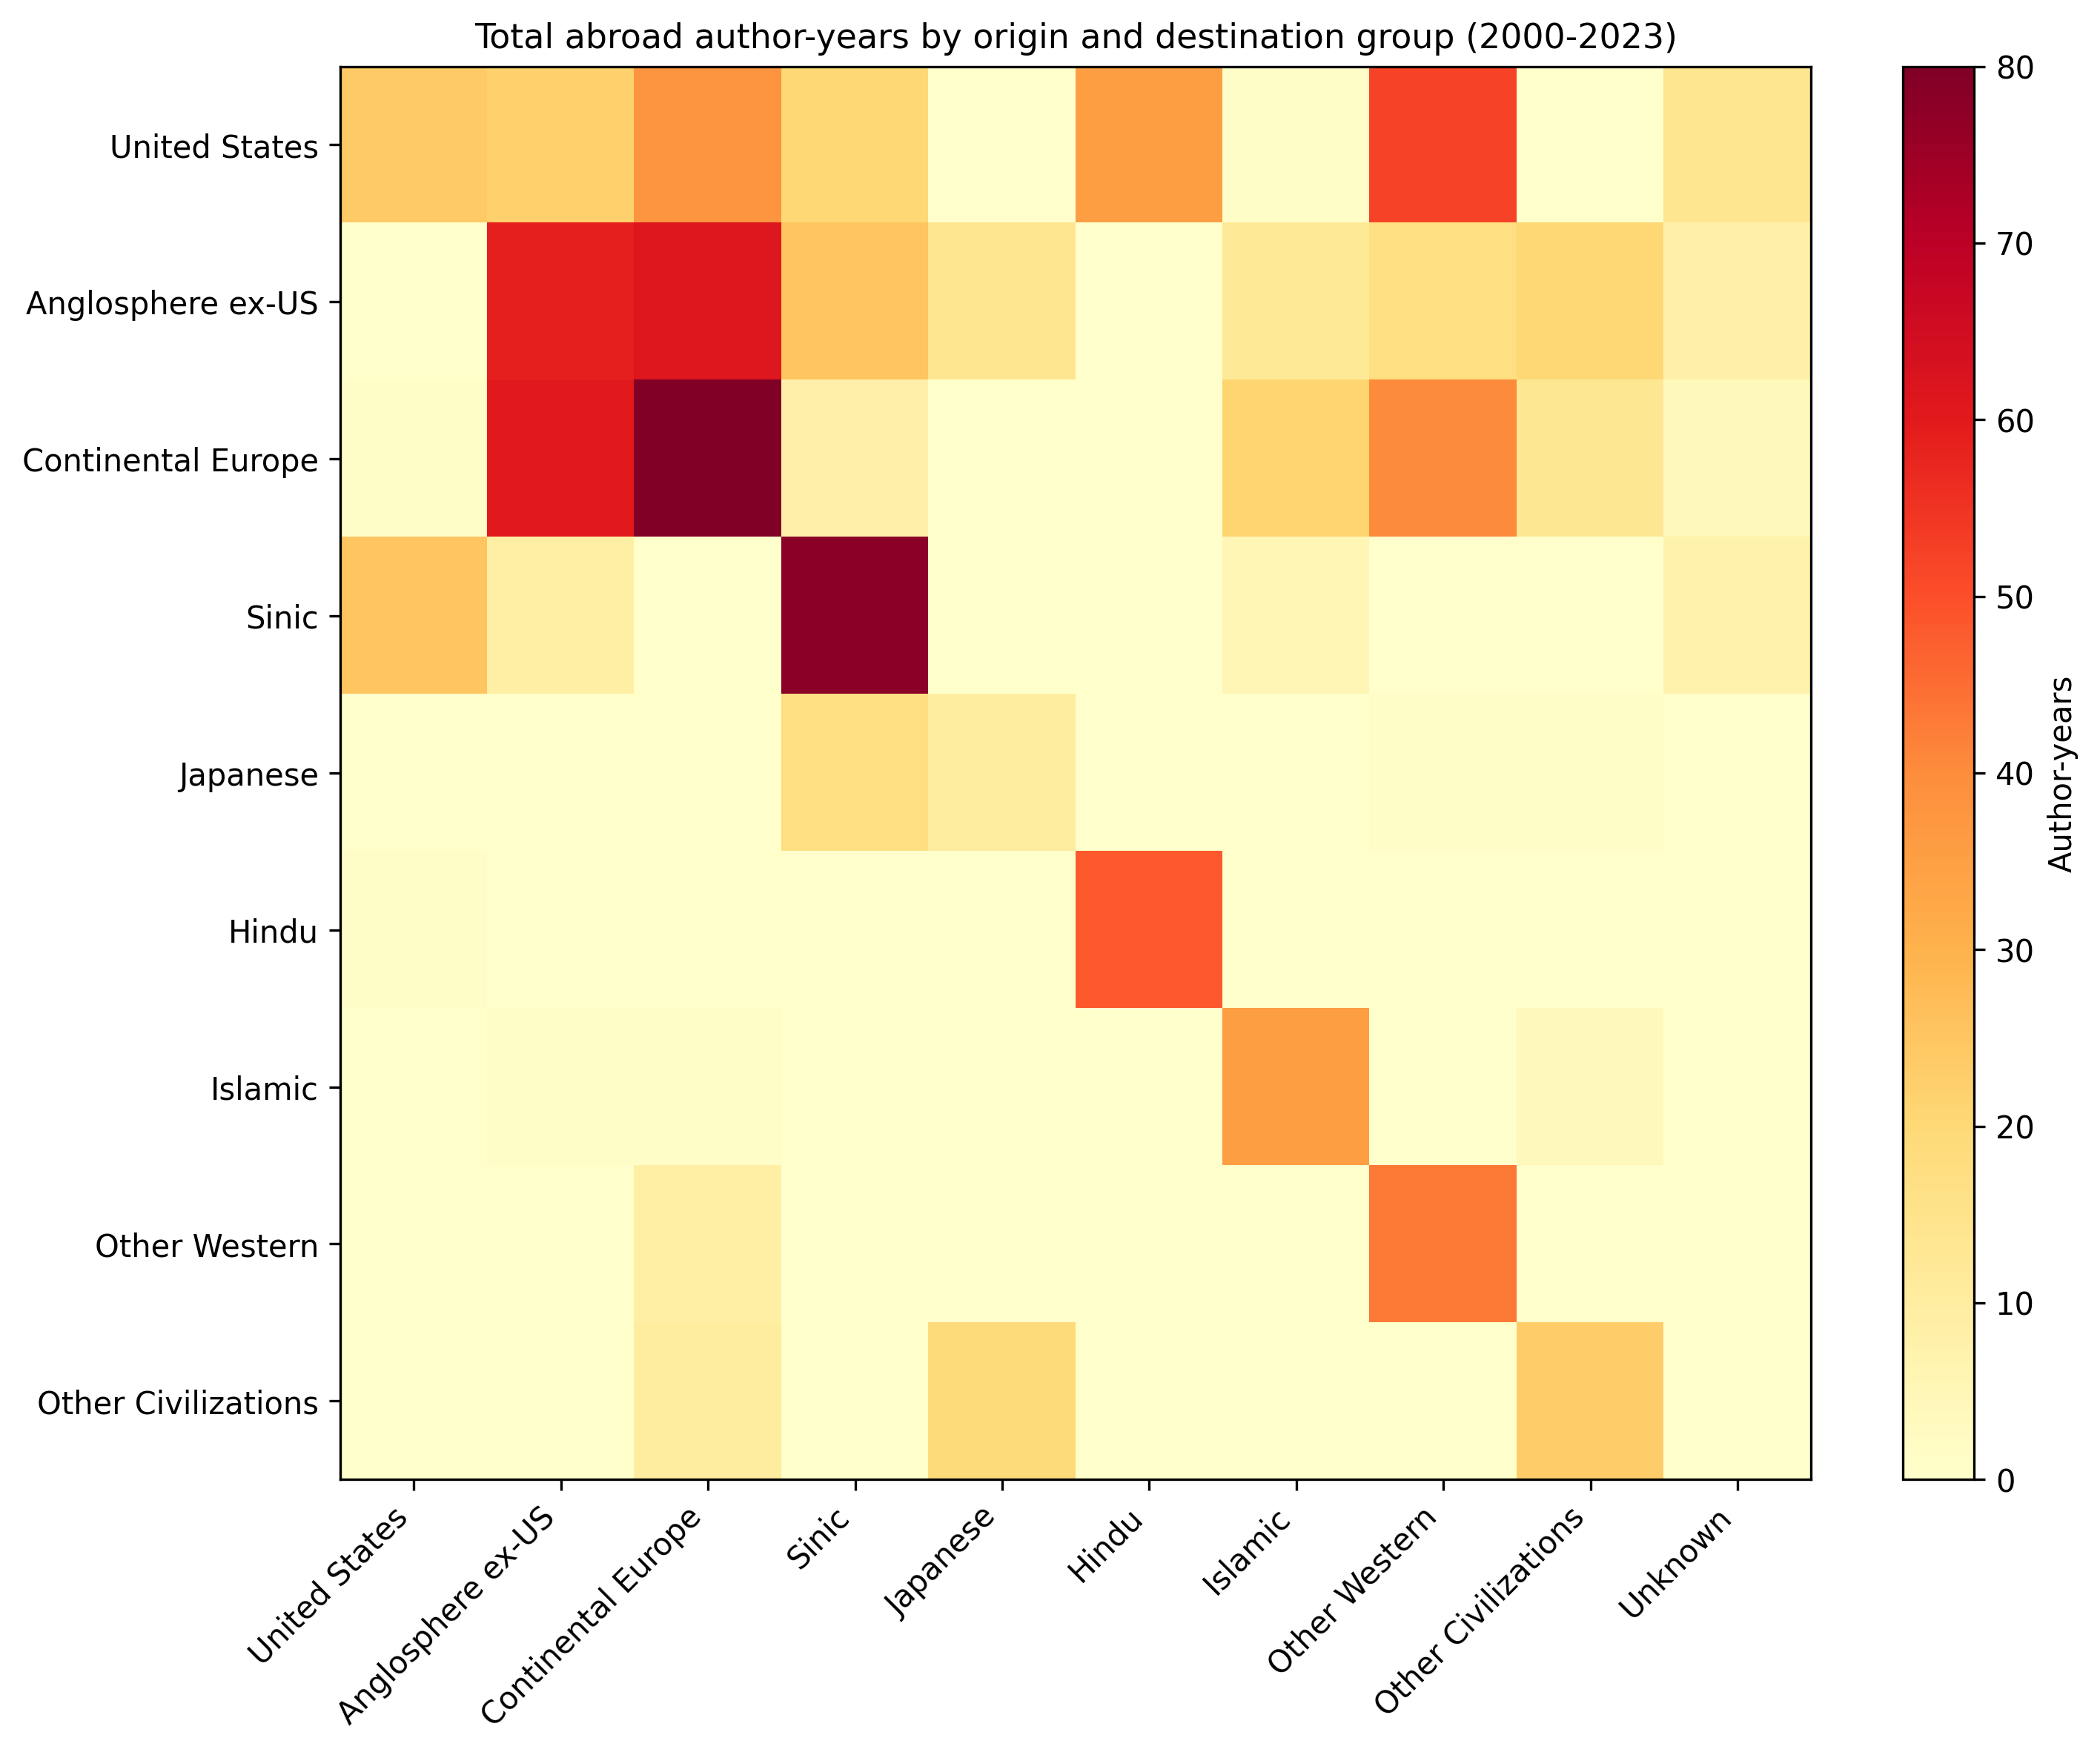 Total abroad author-years by origin and destination group (2000-2023)
United States
Anglosphere ex-US
Continental Europe
Sinic
Japanese
Hindu
Islamic
Other Western
Other Civilizations
United States
Anglosphere ex-US
Continental Europe
Sinic
Japanese
Hindu
Islamic
Other Western
Other Civilizations
Unknown
80
70
60
50
40
30
20
10
0
Author-years